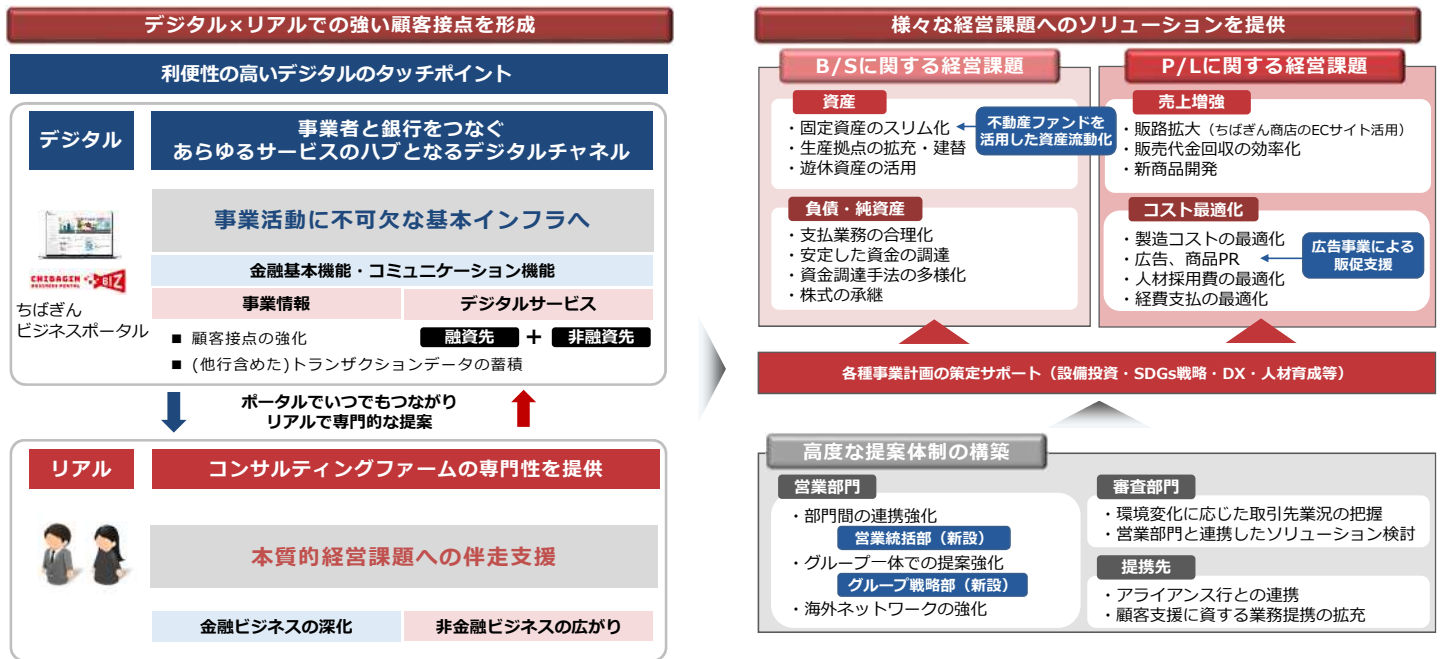 デジタル×リアルでの強い顧客接点を形成
利便性の高いデジタルのタッチポイント
デジタル
事業者と銀行をつなぐ
あらゆるサービスのハブとなるデジタルチャネル
事業活動に不可欠な基本インフラへ
CHIBAGIN
BUSINESS PORTAL
BIZ
ちばぎん
ビジネスポータル
金融基本機能・コミュニケーション機能
事業情報
デジタルサービス
■ 顧客接点の強化
融資先 + 非融資先
■ (他行含めた)トランザクションデータの蓄積
ポータルでいつでもつながり
リアルで専門的な提案
リアル
コンサルティングファームの専門性を提供
本質的経営課題への伴走支援
金融ビジネスの深化
非金融ビジネスの広がり
様々な経営課題へのソリューションを提供
B/Sに関する経営課題
資産
・固定資産のスリム化
・生産拠点の拡充・建替
・遊休資産の活用
不動産ファンドを
活用した資産流動化
負債・純資産
・支払業務の合理化
・安定した資金の調達
・資金調達手法の多様化
・株式の承継
P/Lに関する経営課題
売上増強
・販路拡大(ちばぎん商店のECサイト活用)
・販売代金回収の効率化
・新商品開発
コスト最適化
・製造コストの最適化
・広告、商品PR
・人材採用費の最適化
・経費支払の最適化
広告事業による
販促支援
各種事業計画の策定サポート(設備投資・SDGs戦略・DX・人材育成等)
高度な提案体制の構築
営業部門
・部門間の連携強化
営業統括部(新設)
・グループ一体での提案強化
グループ戦略部(新設)
・海外ネットワークの強化
審査部門
・環境変化に応じた取引先業況の把握
・営業部門と連携したソリューション検討
提携先
・アライアンス行との連携
・顧客支援に資する業務提携の拡充